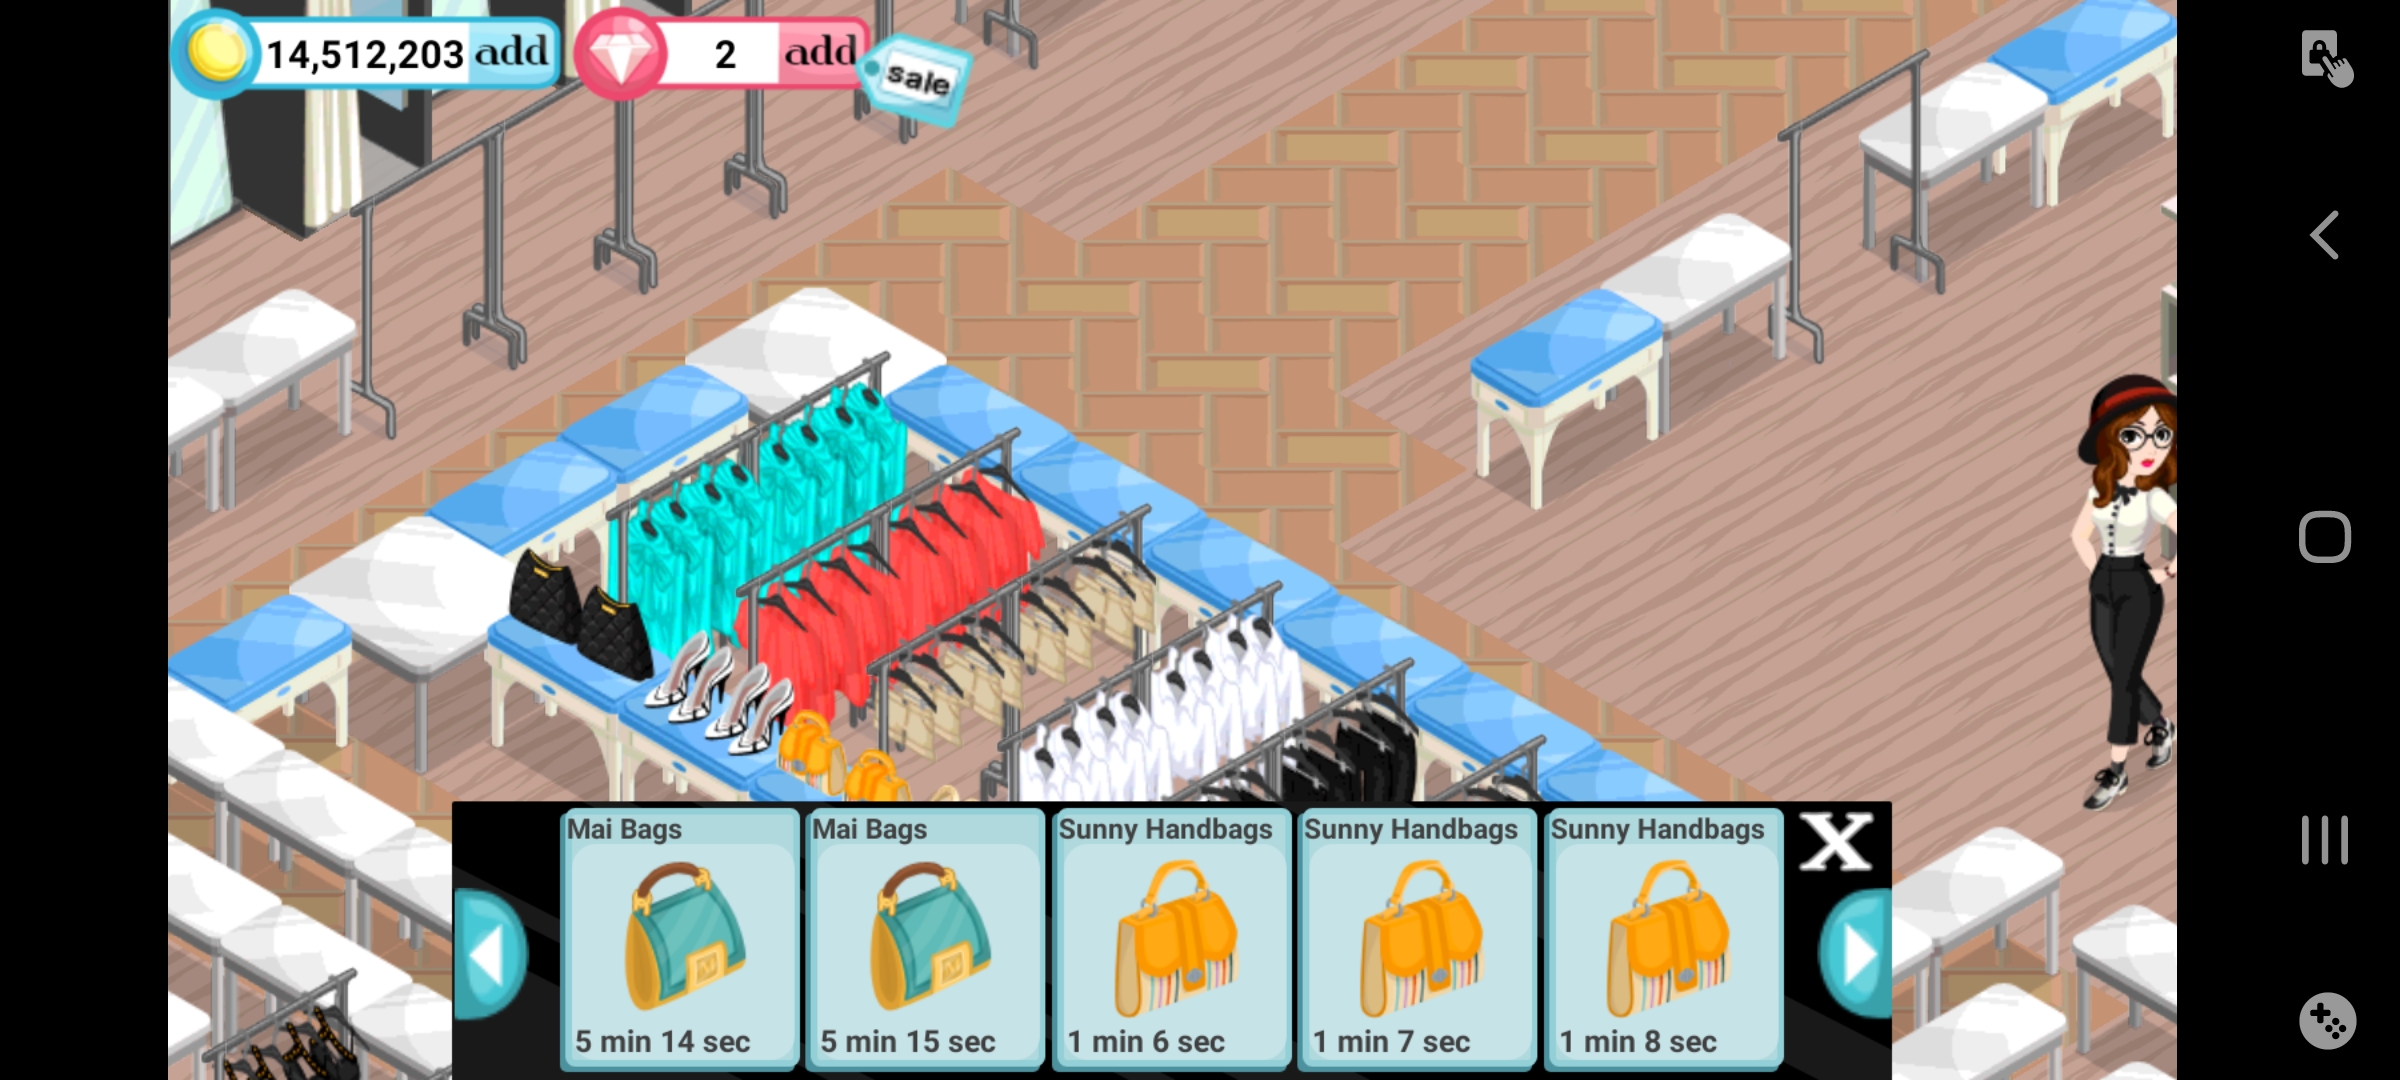 14,512,203 add
2 add
sale
Mai Bags
5 min 14 sec
Mai Bags
5 min 15 sec
Sunny Handbags
1 min 6 sec
Sunny Handbags
1 min 7 sec
Sunny Handbags
1 min 8 sec
X